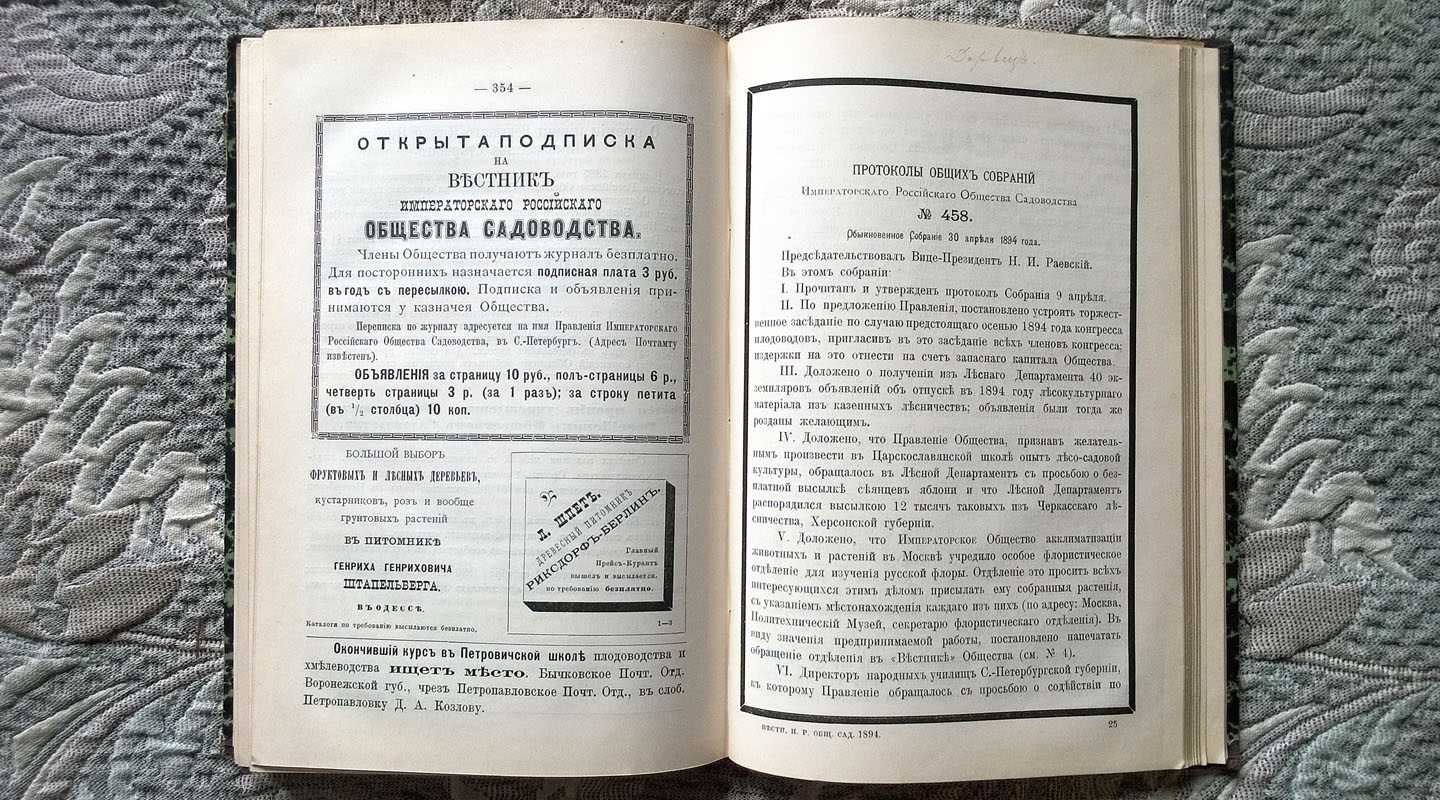 — 354 —
ОТКРЫТА ПОДПИСКА
НА
ВѢСТНИКЪ
ИМПЕРАТОРСКАГО РОССІЙСКАГО
ОБЩЕСТВА САДОВОДСТВА.
Члены Общества получаютъ журналъ безплатно.
Для постороннихъ назначается подписная плата 3 руб.
въ годъ съ пересылкою. Подписка и объявленія при-
нимаются у казначея Общества.
Переписка по журналу адресуется на имя Правленія Императорскаго
Россійскаго Общества Садоводства, въ С.-Петербургъ. (Адресъ Почтамту
извѣстенъ).
ОБЪЯВЛЕНІЯ за страницу 10 руб., полъ-страницы 6 р.,
четверть страницы 3 р. (за 1 разъ); за строку петита
(въ 1/2 столбца) 10 коп.
БОЛЬШОЙ ВЫБОРЪ
ФРУКТОВЫХЪ И ЛѢСНЫХЪ ДЕРЕВЬЕВЪ,
кустарниковъ, розъ и вообще
грунтовыхъ растеній
ВЪ ПИТОМНИКѢ
ГЕНРИХА ГЕНРИХОВИЧА
ШТАПЕЛЬБЕРГА.
ВЪ ОДЕССѢ.
Каталоги по требованію высылаются безплатно.
Л. ШПЕТЪ.
ДРЕВЕСНЫЙ ПИТОМНИКЪ
РИКСДОРФЪ-БЕРЛИНЪ.
Главный
Прейсъ-Курантъ
вышелъ и высылается
по требованію безплатно.
1—3
Окончившій курсъ въ Петровичской школѣ плодоводства и
хмѣлеводства ищетъ мѣсто. Бычковское Почт. Отд.
Воронежской губ., чрезъ Петропавловское Почт. Отд., въ слоб.
Петропавловку Д. А. Козлову.
ПРОТОКОЛЫ ОБЩИХЪ СОБРАНІЙ
Императорскаго Россійскаго Общества Садоводства
№ 458.
Обыкновенное Собраніе 30 апрѣля 1894 года.
Предсѣдательствовалъ Вице-Президентъ Н. И. Раевскій.
Въ этомъ собраніи:
I. Прочитанъ и утвержденъ протоколъ Собранія 9 апрѣля.
II. По предложенію Правленія, постановлено устроить торжест-
венное засѣданіе по случаю предстоящаго осенью 1894 года конгресса
плодоводовъ, пригласивъ въ это засѣданіе всѣхъ членовъ конгресса;
издержки на это отнести на счетъ запаснаго капитала Общества.
III. Доложено о полученіи изъ Лѣснаго Департамента 40 эк-
земпляровъ объявленій объ отпускѣ въ 1894 году лѣсокультурнаго
матеріала изъ казенныхъ лѣсничествъ; объявленія были тогда же
розданы желающимъ.
IV. Доложено, что Правленіе Общества, признавъ желатель-
нымъ произвести въ Царскославянской школѣ опытъ лѣсо-садовой
культуры, обращалось въ Лѣсной Департаментъ съ просьбою о без-
платной высылкѣ сѣянцевъ яблони и что Лѣсной Департаментъ
распорядился высылкою 12 тысячъ таковыхъ изъ Черкасскаго лѣ-
сничества, Херсонской губерніи.
V. Доложено, что Императорское Общество акклиматизаціи
животныхъ и растеній въ Москвѣ учредило особое флористическое
отдѣленіе для изученія русской флоры. Отдѣленіе это проситъ всѣхъ
интересующихся этимъ дѣломъ присылать ему собранныя растенія,
съ указаніемъ мѣстонахожденія каждаго изъ нихъ (по адресу: Москва,
Политехническій Музей, секретарю флористическаго отдѣленія). Въ
виду значенія предпринимаемой работы, постановлено напечатать
обращеніе отдѣленія въ «Вѣстникѣ» Общества (см. № 4).
VI. Директоръ народныхъ училищъ С.-Петербургской губерніи,
къ которому Правленіе обращалось съ просьбою о содѣйствіи по
ВѢСТН. И. Р. ОБЩ. САД. 1894.
25